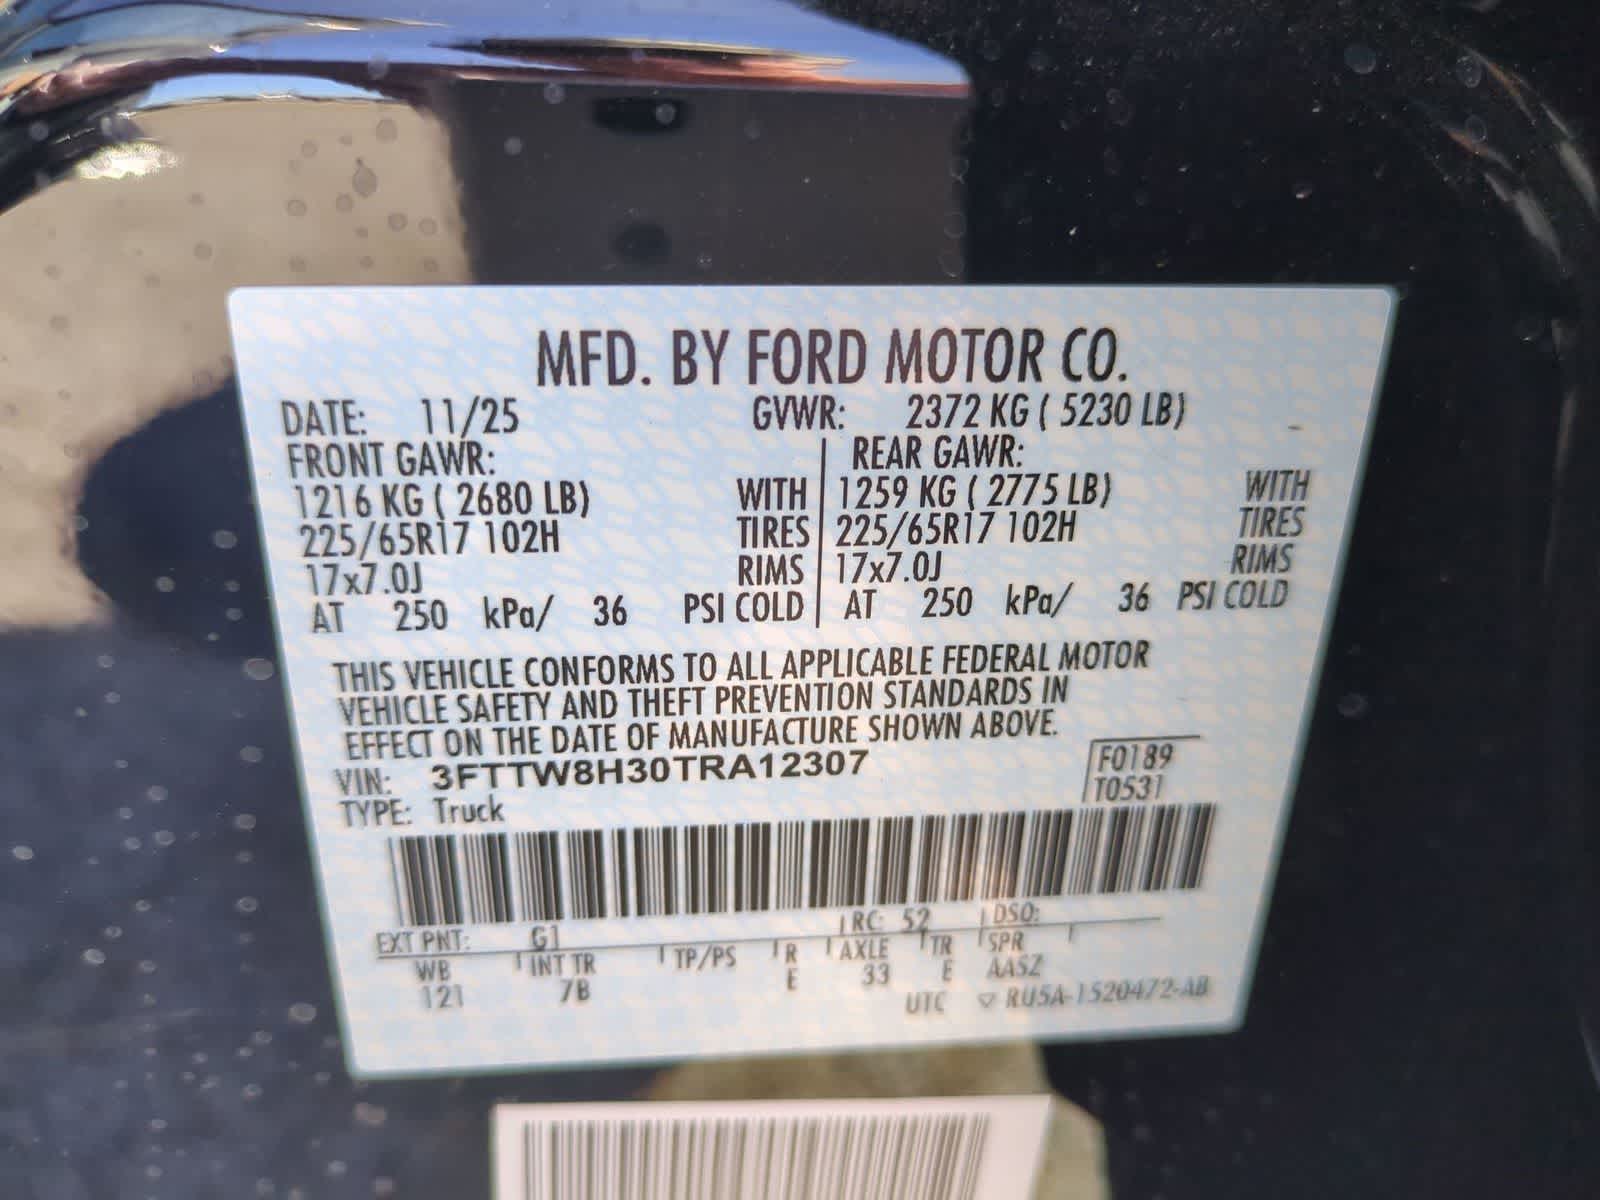 MFD. BY FORD MOTOR CO.
DATE: 11/25 GVWR: 2372 KG ( 5230 LB)
FRONT GAWR: REAR GAWR:
1216 KG ( 2680 LB) WITH 1259 KG ( 2775 LB) WITH
225/65R17 102H TIRES 225/65R17 102H TIRES
17x7.0J RIMS 17x7.0J RIMS
AT 250 kPa/ 36 PSI COLD AT 250 kPa/ 36 PSI COLD
THIS VEHICLE CONFORMS TO ALL APPLICABLE FEDERAL MOTOR
VEHICLE SAFETY AND THEFT PREVENTION STANDARDS IN
EFFECT ON THE DATE OF MANUFACTURE SHOWN ABOVE.
VIN: 3FTTW8H30TRA12307 F0189
TYPE: Truck T0531
EXT PNT: G1 RC: 52 DSO:
WB INT TR TP/PS R AXLE TR SPR
121 7B E 33 E AASZ
UTC ▽ RU5A-1520472-AB